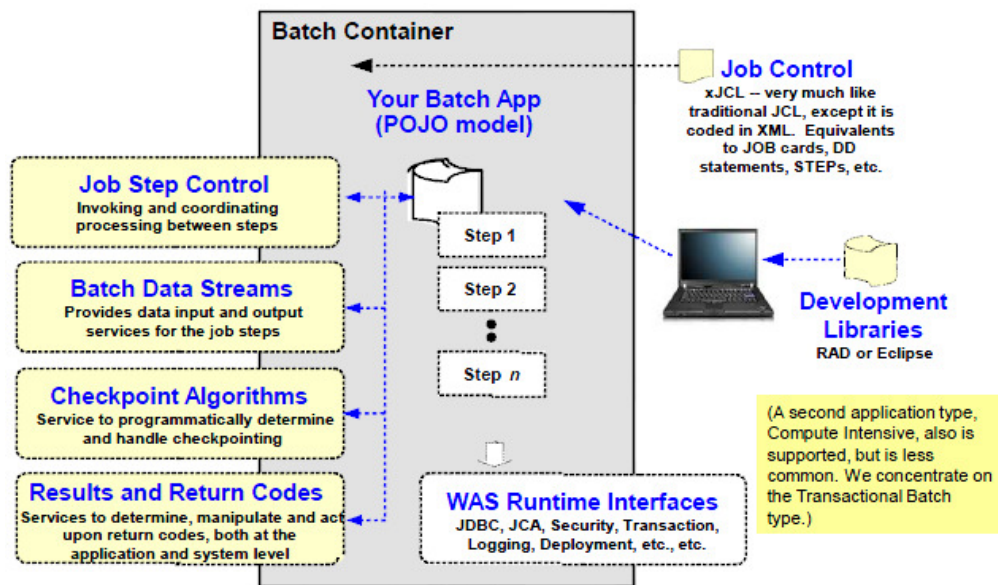 Batch Container
Job Control
xJCL -- very much like
traditional JCL, except it is
coded in XML. Equivalents
to JOB cards, DD
statements, STEPs, etc.
Your Batch App
(POJO model)
Job Step Control
Invoking and coordinating
processing between steps
Batch Data Streams
Provides data input and output
services for the job steps
Checkpoint Algorithms
Service to programmatically determine
and handle checkpointing
Results and Return Codes
Services to determine, manipulate and act
upon return codes, both at the
application and system level
Step 1
Step 2
Step n
WAS Runtime Interfaces
JDBC, JCA, Security, Transaction,
Logging, Deployment, etc., etc.
Development
Libraries
RAD or Eclipse
(A second application type,
Compute Intensive, also is
supported, but is less
common. We concentrate on
the Transactional Batch
type.)